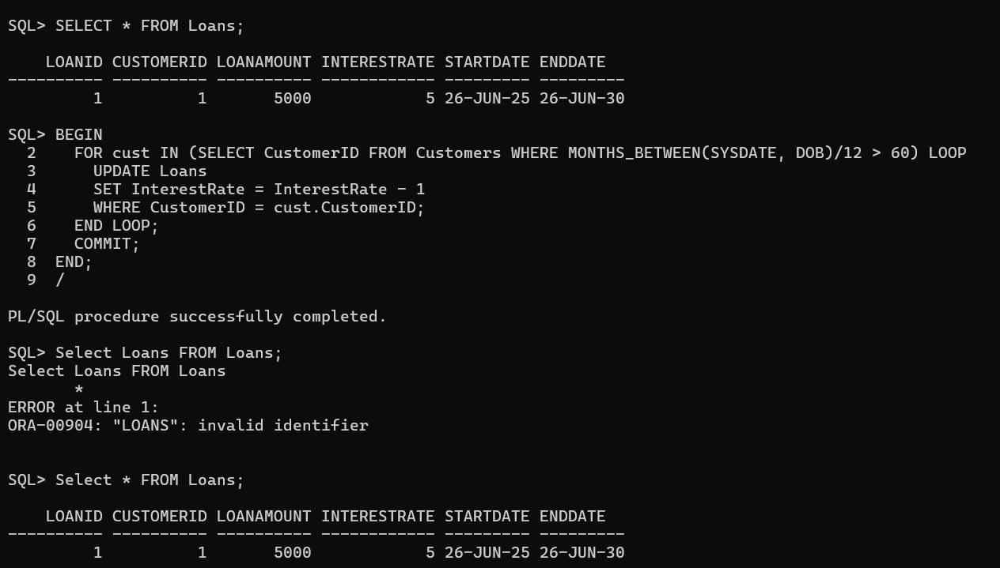 SQL> SELECT * FROM Loans;
    LOANID CUSTOMERID LOANAMOUNT INTERESTRATE STARTDATE ENDDATE
---------- ---------- ---------- ------------ --------- ---------
         1          1       5000            5 26-JUN-25 26-JUN-30
SQL> BEGIN
  2    FOR cust IN (SELECT CustomerID FROM Customers WHERE MONTHS_BETWEEN(SYSDATE, DOB)/12 > 60) LOOP
  3      UPDATE Loans
  4      SET InterestRate = InterestRate - 1
  5      WHERE CustomerID = cust.CustomerID;
  6    END LOOP;
  7    COMMIT;
  8  END;
  9  /
PL/SQL procedure successfully completed.
SQL> Select Loans FROM Loans;
Select Loans FROM Loans
       *
ERROR at line 1:
ORA-00904: "LOANS": invalid identifier
SQL> Select * FROM Loans;
    LOANID CUSTOMERID LOANAMOUNT INTERESTRATE STARTDATE ENDDATE
---------- ---------- ---------- ------------ --------- ---------
         1          1       5000            5 26-JUN-25 26-JUN-30